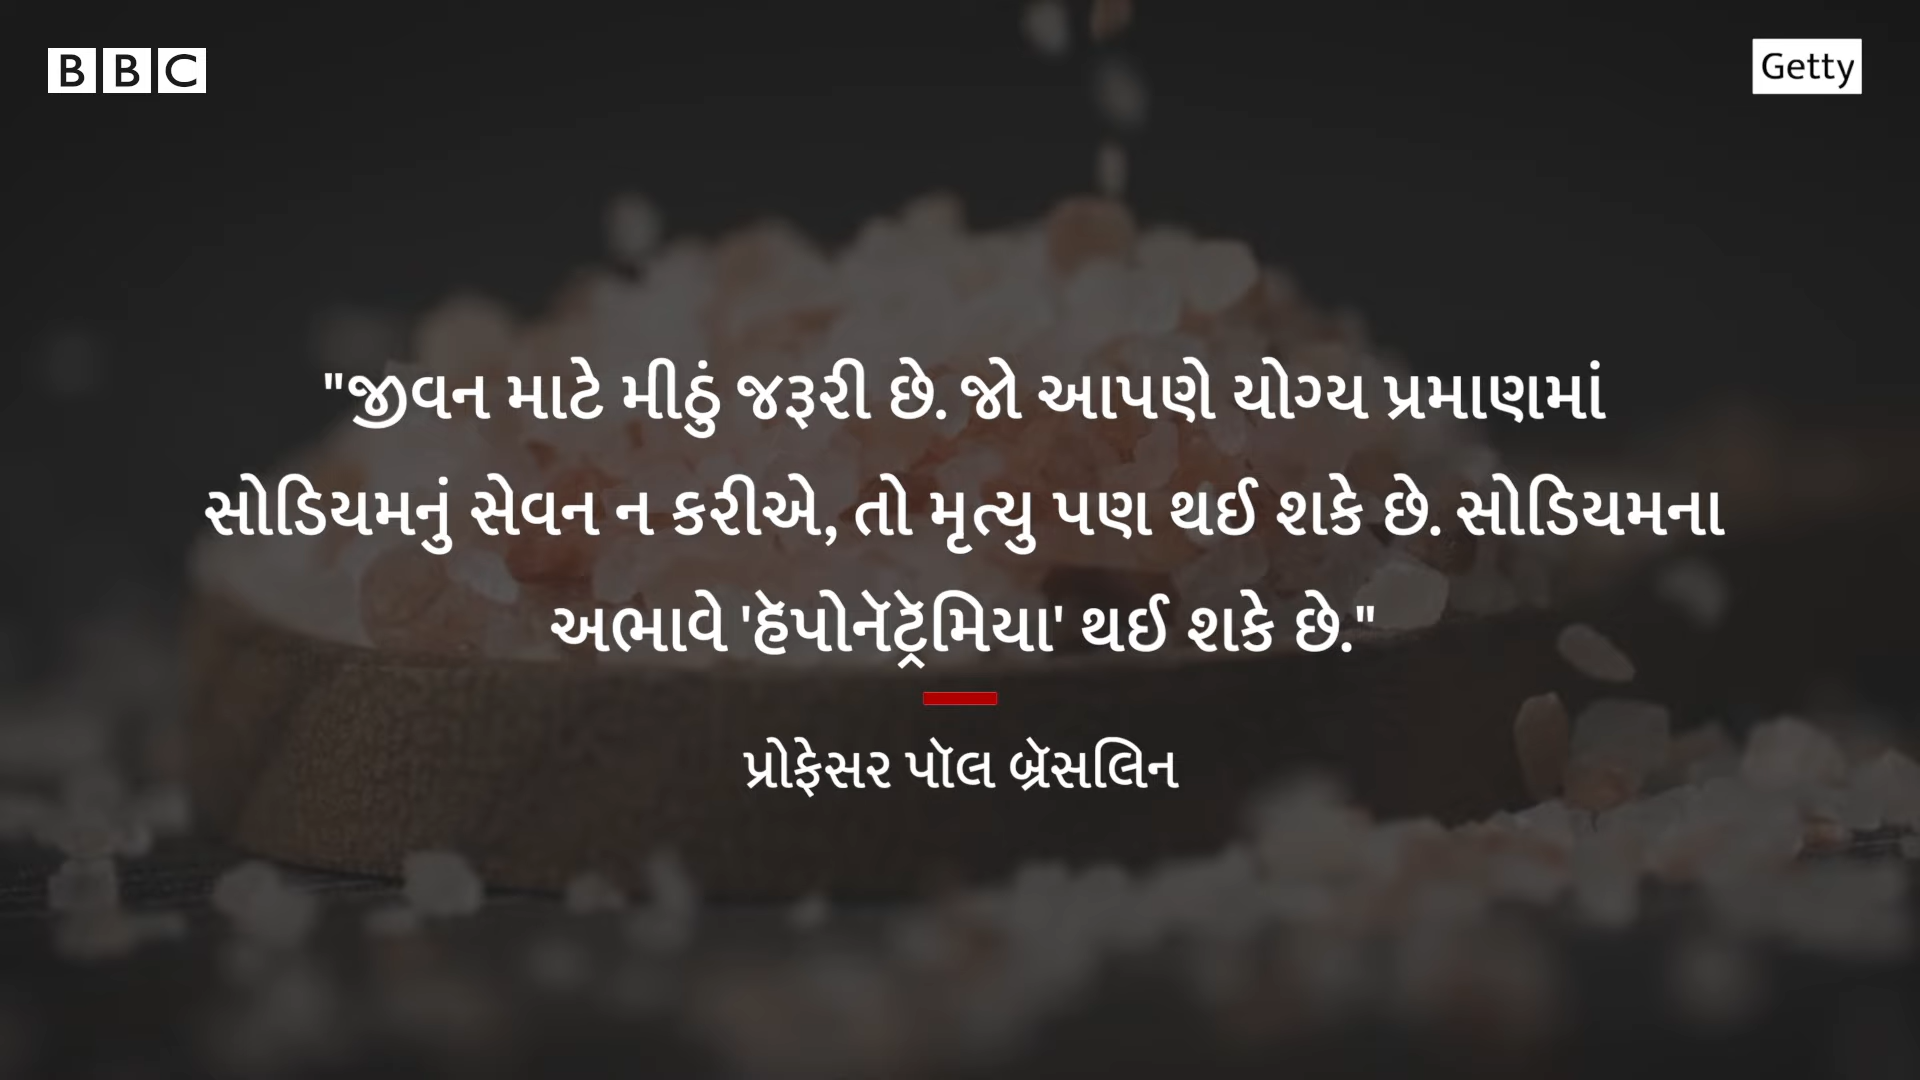 BBC
Getty
"જીવન માટે મીઠું જરૂરી છે. જો આપણે યોગ્ય પ્રમાણમાં
સોડિયમનું સેવન ન કરીએ, તો મૃત્યુ પણ થઈ શકે છે. સોડિયમના
અભાવે 'હૅપોનૅટ્રૅમિયા' થઈ શકે છે."
પ્રોફેસર પૉલ બ્રૅસલિન